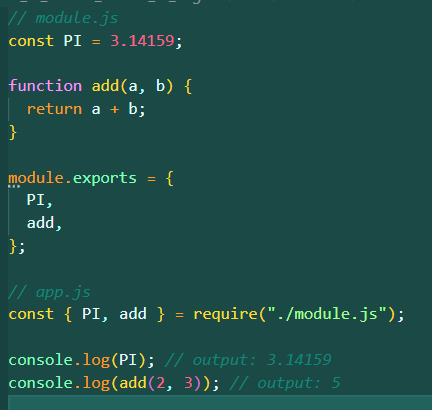 // module.js
const PI = 3.14159;
function add(a, b) {
  return a + b;
}
module.exports = {
  PI,
  add,
};
// app.js
const { PI, add } = require("./module.js");
console.log(PI); // output: 3.14159
console.log(add(2, 3)); // output: 5